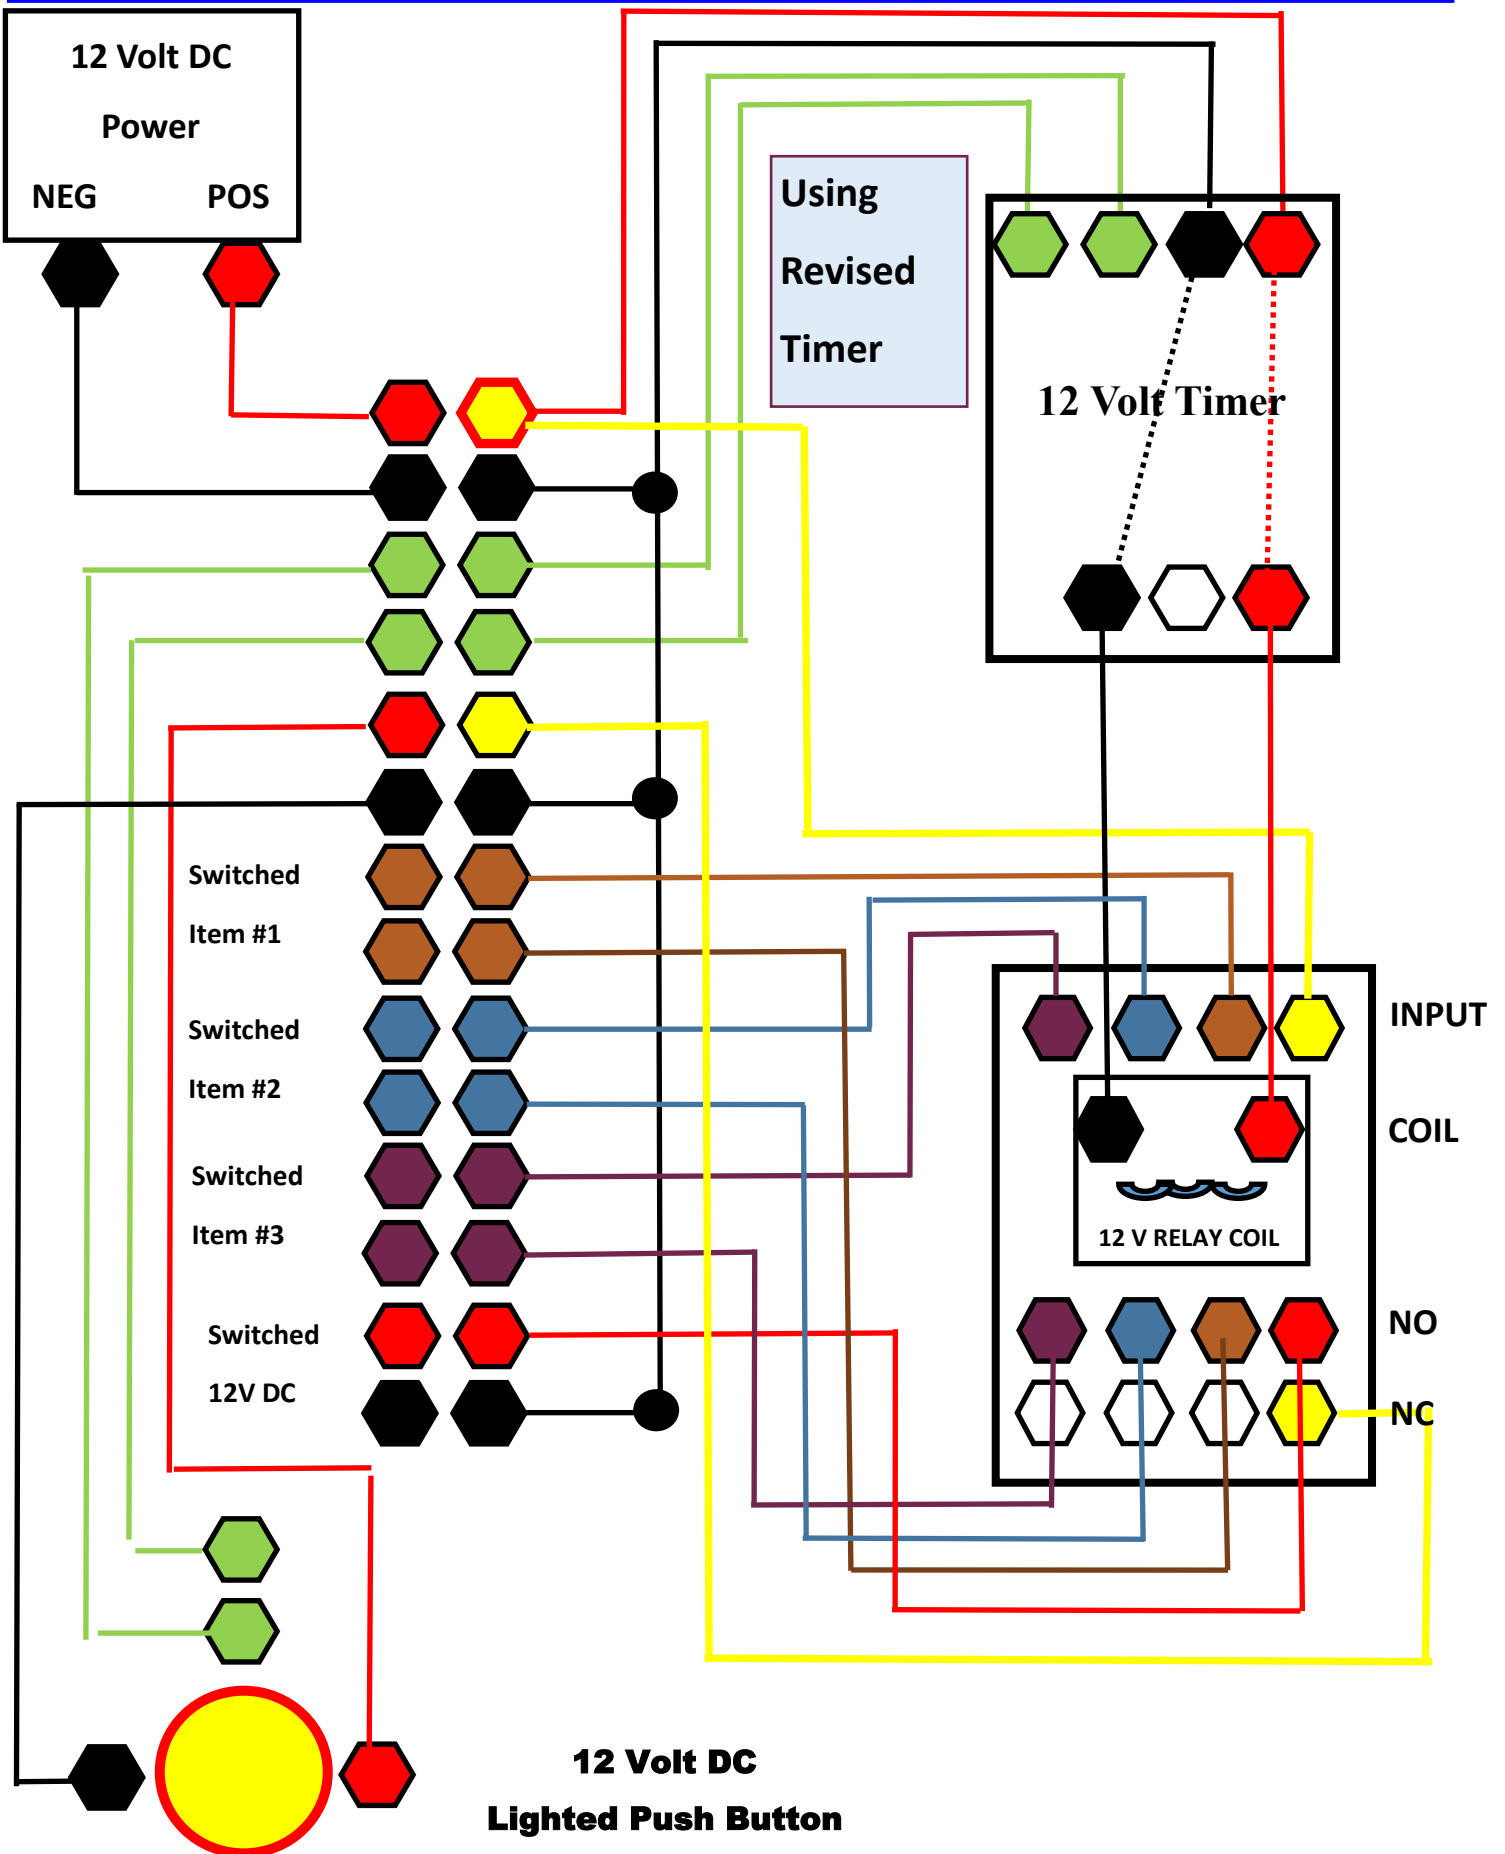 12 Volt DC
Power
NEG POS
Using
Revised
Timer
12 Volt Timer
Switched
Item #1
Switched
Item #2
Switched
Item #3
Switched
12V DC
INPUT
COIL
12 V RELAY COIL
NO
NC
12 Volt DC
Lighted Push Button